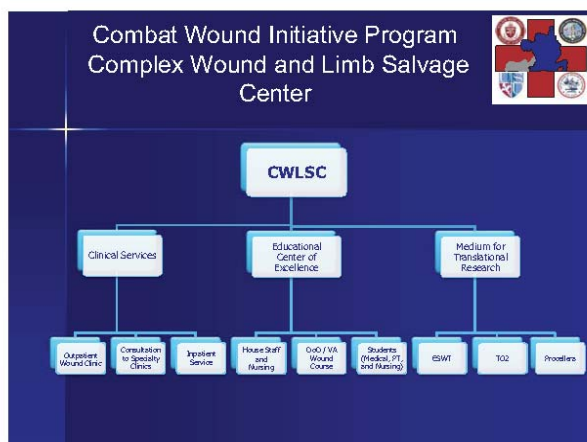 Combat Wound Initiative Program
Complex Wound and Limb Salvage
Center
CWLSC
Clinical Services
Educational
Center of
Excellence
Medium for
Translational
Research
Outpatient
Wound Clinic
Consultation
to Specialty
Clinics
Inpatient
Service
House Staff
and
Nursing
DoD / VA
Wound
Course
Students
(Medical, PT,
and Nursing)
ESWT
TO2
Procellera